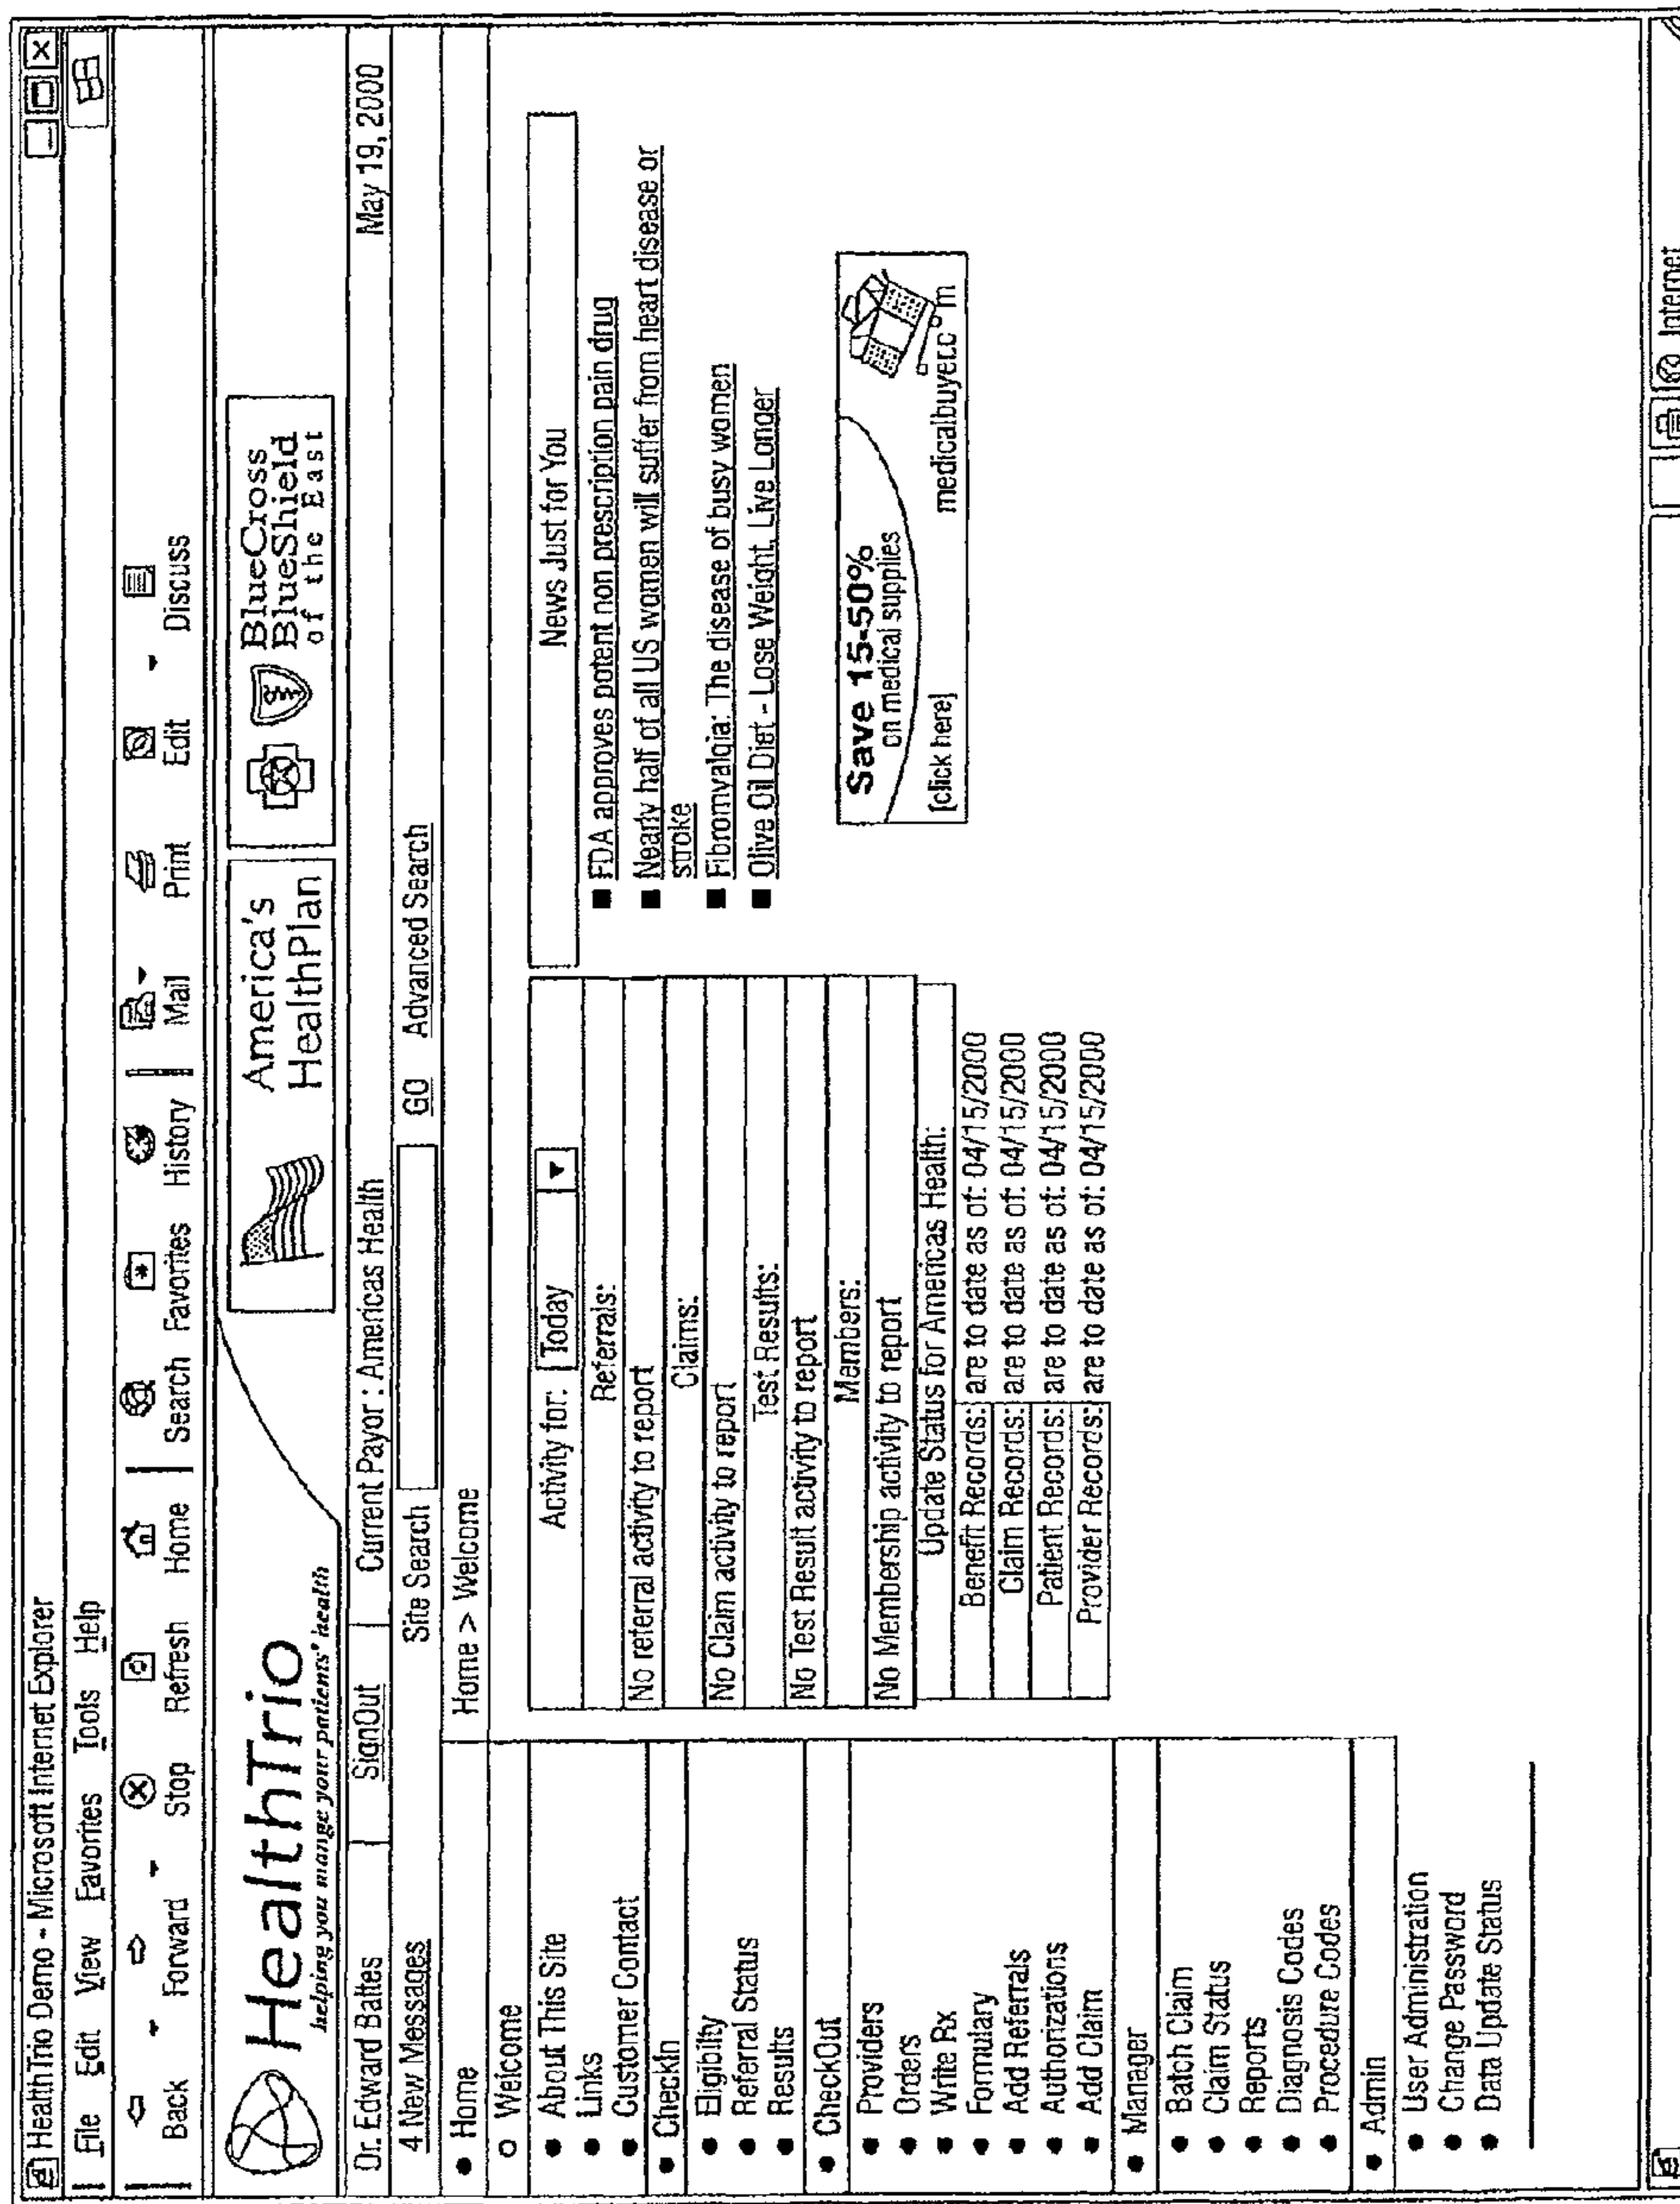 HealthTrio Demo - Microsoft Internet Explorer
File Edit View Favorites Tools Help
Back Forward Stop Refresh Home Search Favorites History Mail Print Edit Discuss
HealthTrio
helping you mange your patients' health
America's
HealthPlan
BlueCross
BlueShield
of the East
Dr. Edward Baltes SignOut Current Payor : Americas Health May 19, 2000
4 New Messages Site Search GO Advanced Search
Home
Home > Welcome
Welcome
About This Site
Links
Customer Contact
CheckIn
Eligibilty
Referral Status
Results
CheckOut
Providers
Orders
Write Rx
Formulary
Add Referrals
Authorizations
Add Claim
Manager
Batch Claim
Claim Status
Reports
Diagnosis Codes
Procedure Codes
Admin
User Administration
Change Password
Data Update Status
Activity for: Today
Referrals:
No referral activity to report
Claims:
No Claim activity to report
Test Results:
No Test Result activity to report
Members:
No Membership activity to report
Update Status for Americas Health:
Benefit Records: are to date as of: 04/15/2000
Claim Records: are to date as of: 04/15/2000
Patient Records: are to date as of: 04/15/2000
Provider Records: are to date as of: 04/15/2000
News Just for You
FDA approves potent non prescription pain drug
Nearly half of all US women will suffer from heart disease or
stroke
Fibromyalgia: The disease of busy women
Olive Oil Diet - Lose Weight, Live Longer
Save 15-50%
on medical supplies
[click here]
Internet